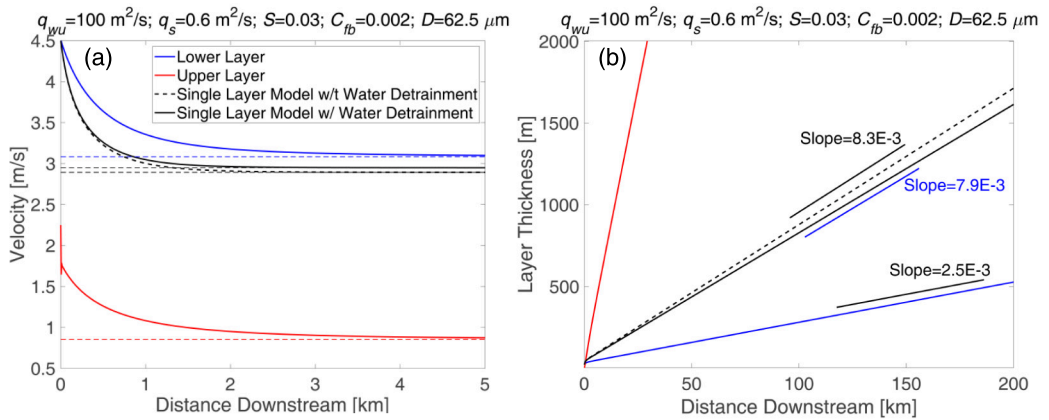 q_wu=100 m²/s; q_s=0.6 m²/s; S=0.03; C_fb=0.002; D=62.5 μm
(a)
Lower Layer
Upper Layer
Single Layer Model w/t Water Detrainment
Single Layer Model w/ Water Detrainment
Velocity [m/s]
4.5
4
3.5
3
2.5
2
1.5
1
0.5
0
1
2
3
4
5
Distance Downstream [km]
q_wu=100 m²/s; q_s=0.6 m²/s; S=0.03; C_fb=0.002; D=62.5 μm
(b)
Layer Thickness [m]
2000
1500
1000
500
Slope=8.3E-3
Slope=7.9E-3
Slope=2.5E-3
0
50
100
150
200
Distance Downstream [km]